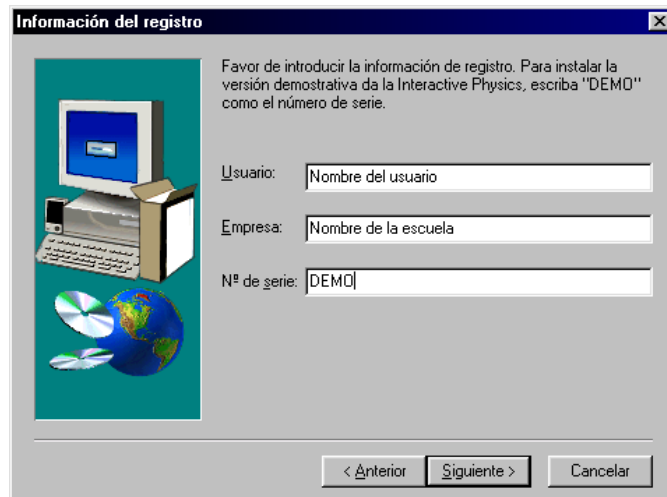 Información del registro
Favor de introducir la información de registro. Para instalar la
versión demostrativa da la Interactive Physics, escriba "DEMO"
como el número de serie.
Usuario: Nombre del usuario
Empresa: Nombre de la escuela
Nº de serie: DEMO
< Anterior Siguiente > Cancelar